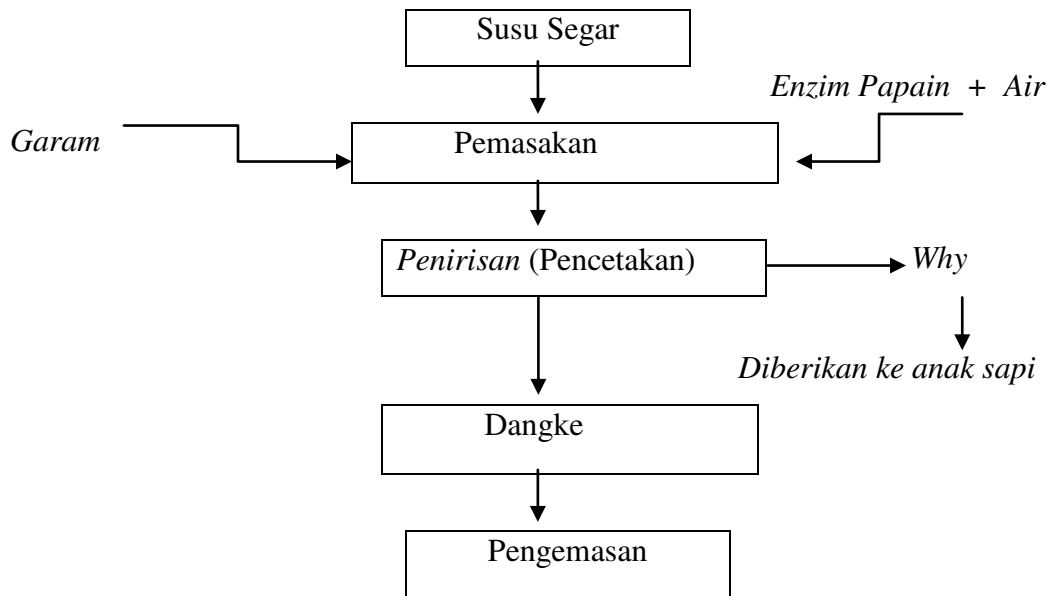 Susu Segar
Enzim Papain + Air
Garam
Pemasakan
Penirisan (Pencetakan)
Why
Diberikan ke anak sapi
Dangke
Pengemasan